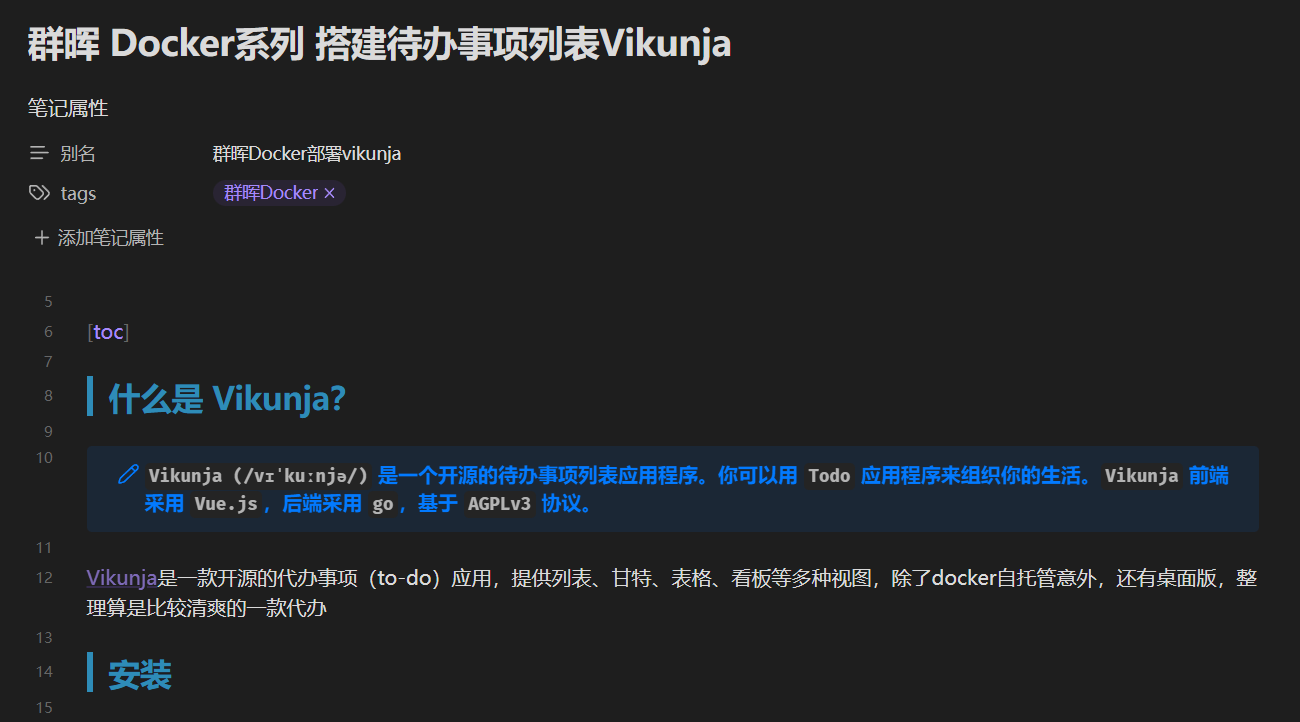 群晖 Docker系列 搭建待办事项列表Vikunja
笔记属性
别名 群晖Docker部署vikunja
tags 群晖Docker ×
+ 添加笔记属性
5
6 [toc]
7
8 什么是 Vikunja?
9
10 Vikunja (/vɪˈkuːnjə/) 是一个开源的待办事项列表应用程序。你可以用 Todo 应用程序来组织你的生活。 Vikunja 前端
采用 Vue.js ，后端采用 go ，基于 AGPLv3 协议。
11
12 Vikunja是一款开源的代办事项（to-do）应用，提供列表、甘特、表格、看板等多种视图，除了docker自托管意外，还有桌面版，整
理算是比较清爽的一款代办
13
14 安装
15